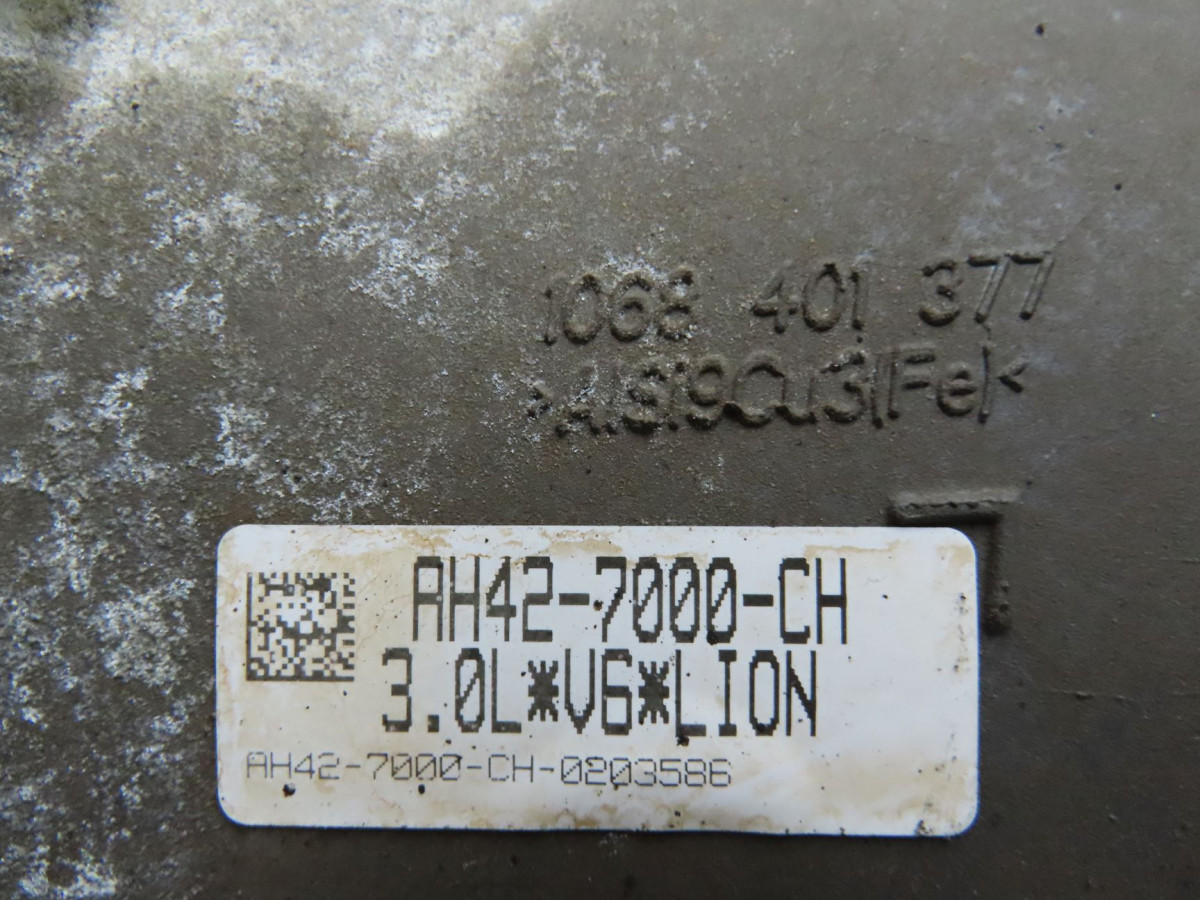 1068 401 377
>AlSi9Cu3(Fe)<
AH42-7000-CH
3.0L*V6*LION
AH42-7000-CH-0203586